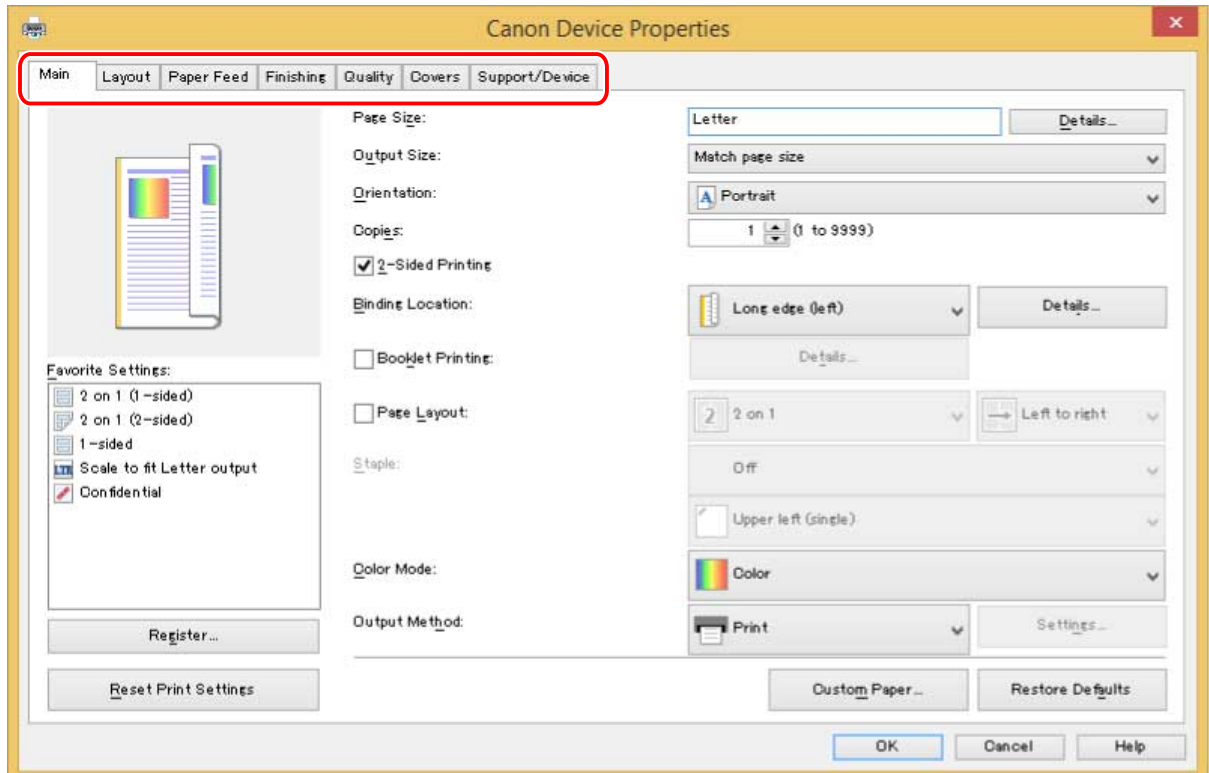 Canon Device Properties
Main Layout Paper Feed Finishing Quality Covers Support/Device
Page Size: Letter Details...
Output Size: Match page size
Orientation: A Portrait
Copies: 1 (1 to 9999)
2-Sided Printing
Binding Location: Long edge (left) Details...
Booklet Printing: Details...
Page Layout: 2 2 on 1 Left to right
Staple: Off
Upper left (single)
Color Mode: Color
Output Method: Print Settings...
Favorite Settings:
2 on 1 (1-sided)
2 on 1 (2-sided)
1-sided
LTR Scale to fit Letter output
Confidential
Register...
Reset Print Settings
Custom Paper... Restore Defaults
OK Cancel Help